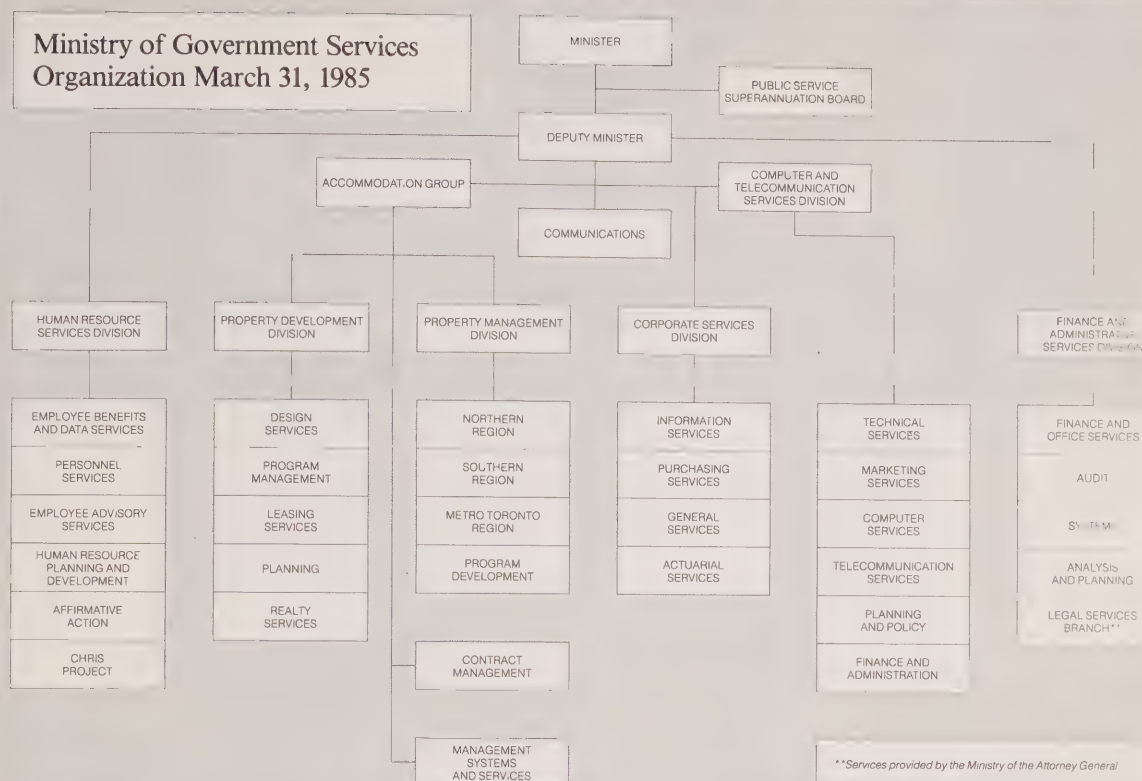 Ministry of Government Services
Organization March 31, 1985
MINISTER
PUBLIC SERVICE
SUPERANNUATION BOARD
DEPUTY MINISTER
ACCOMMODATION GROUP
COMPUTER AND
TELECOMMUNICATION
SERVICES DIVISION
COMMUNICATIONS
HUMAN RESOURCE
SERVICES DIVISION
PROPERTY DEVELOPMENT
DIVISION
PROPERTY MANAGEMENT
DIVISION
CORPORATE SERVICES
DIVISION
FINANCE AND
ADMINISTRATIVE
SERVICES DIVISION
EMPLOYEE BENEFITS
AND DATA SERVICES
PERSONNEL
SERVICES
EMPLOYEE ADVISORY
SERVICES
HUMAN RESOURCE
PLANNING AND
DEVELOPMENT
AFFIRMATIVE
ACTION
CHRIS
PROJECT
DESIGN
SERVICES
PROGRAM
MANAGEMENT
LEASING
SERVICES
PLANNING
REALTY
SERVICES
NORTHERN
REGION
SOUTHERN
REGION
METRO TORONTO
REGION
PROGRAM
DEVELOPMENT
CONTRACT
MANAGEMENT
MANAGEMENT
SYSTEMS
AND SERVICES
INFORMATION
SERVICES
PURCHASING
SERVICES
GENERAL
SERVICES
ACTUARIAL
SERVICES
TECHNICAL
SERVICES
MARKETING
SERVICES
COMPUTER
SERVICES
TELECOMMUNICATION
SERVICES
PLANNING
AND POLICY
FINANCE AND
ADMINISTRATION
FINANCE AND
OFFICE SERVICES
AUDIT
SYSTEMS
ANALYSIS
AND PLANNING
LEGAL SERVICES
BRANCH**
**Services provided by the Ministry of the Attorney General